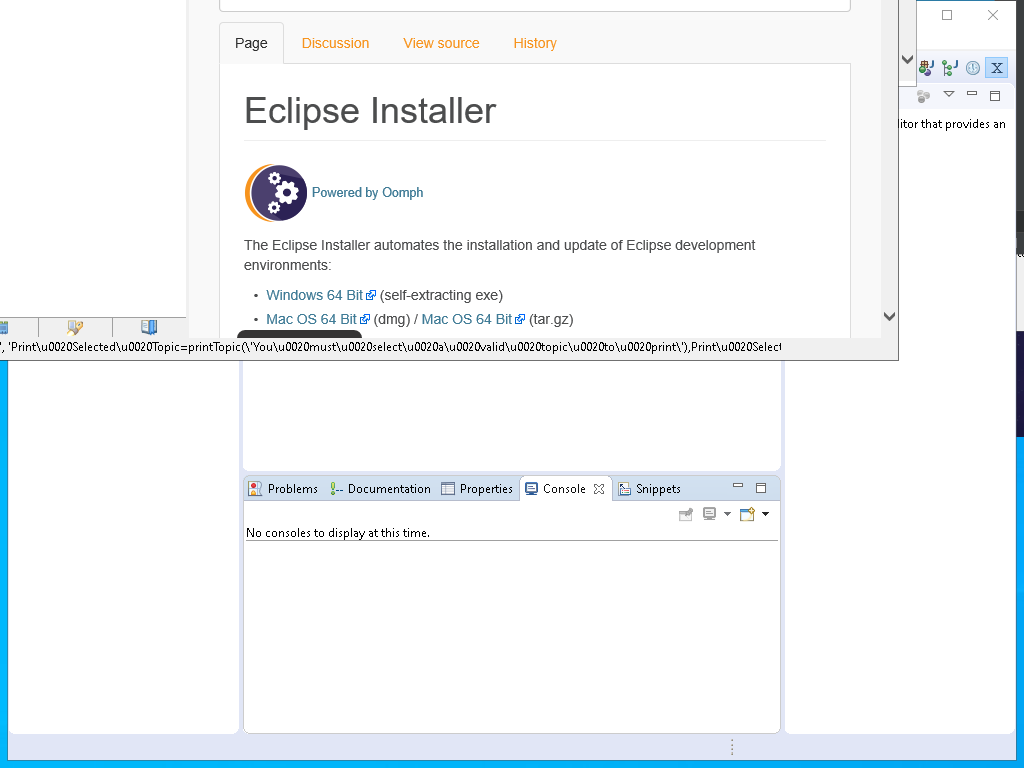 Page Discussion View source History
Eclipse Installer
itor that provides an
Powered by Oomph
The Eclipse Installer automates the installation and update of Eclipse development
environments:
• Windows 64 Bit (self-extracting exe)
• Mac OS 64 Bit (dmg) / Mac OS 64 Bit (tar.gz)
', 'Print\u0020Selected\u0020Topic=printTopic(\'You\u0020must\u0020select\u0020a\u0020valid\u0020topic\u0020to\u0020print\'),Print\u0020Select
Problems Documentation Properties Console Snippets
No consoles to display at this time.